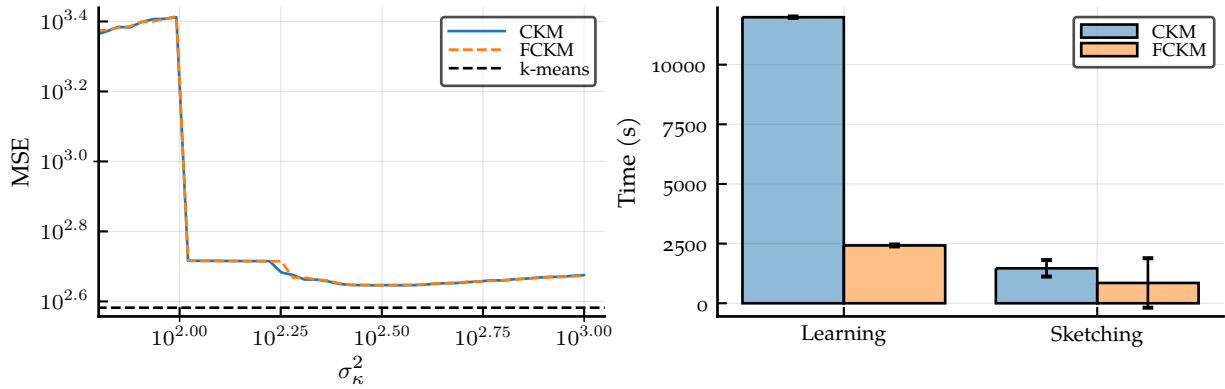 10^3.4
10^3.2
10^3.0
10^2.8
10^2.6
MSE
CKM
FCKM
k-means
10^2.00
10^2.25
10^2.50
10^2.75
10^3.00
σ_κ^2
Time (s)
10000
7500
5000
2500
0
CKM
FCKM
Learning
Sketching